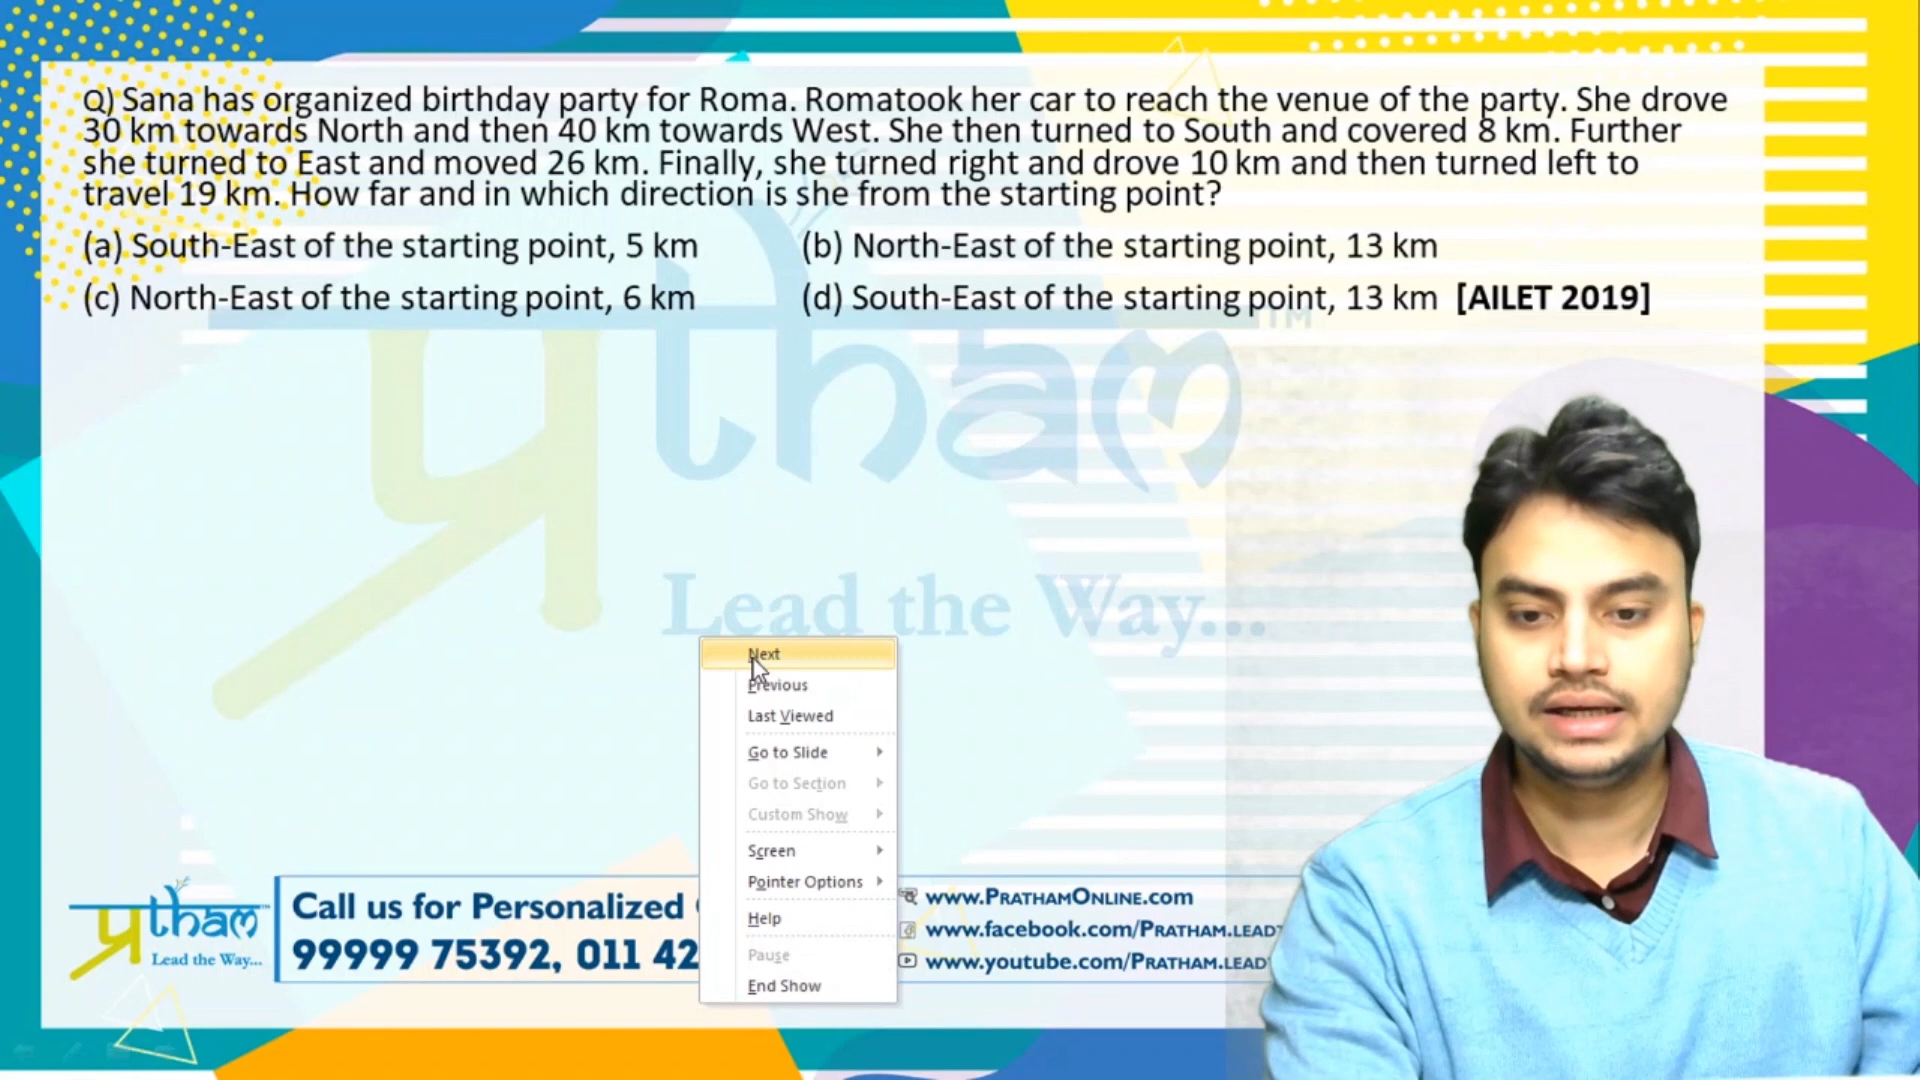 Q) Sana has organized birthday party for Roma. Romatook her car to reach the venue of the party. She drove
30 km towards North and then 40 km towards West. She then turned to South and covered 8 km. Further
she turned to East and moved 26 km. Finally, she turned right and drove 10 km and then turned left to
travel 19 km. How far and in which direction is she from the starting point?
(a) South-East of the starting point, 5 km (b) North-East of the starting point, 13 km
(c) North-East of the starting point, 6 km (d) South-East of the starting point, 13 km [AILET 2019]
प्रthaम TM
Lead the Way...
Next
Previous
Last Viewed
Go to Slide
Go to Section
Custom Show
Screen
Pointer Options
Help
Pause
End Show
प्रthaम
Lead the Way...
Call us for Personalized
99999 75392, 011 42
www.PRATHAMONLINE.com
www.facebook.com/PRATHAM.LEAD
www.youtube.com/PRATHAM.LEAD